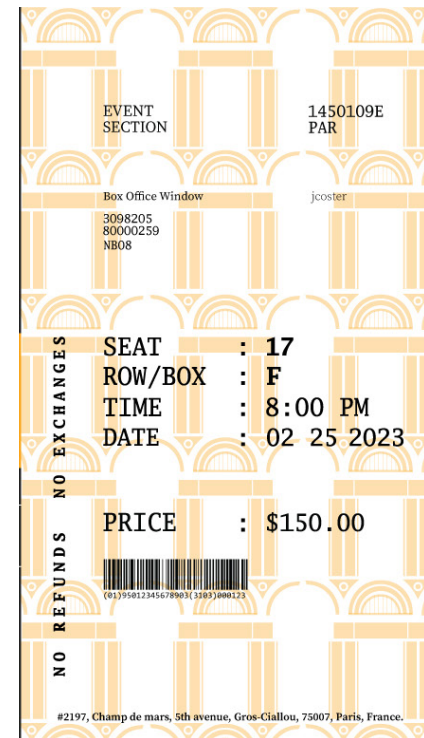 EVENT 1450109E
SECTION PAR
Box Office Window jcoster
3098205
80000259
NB08
NO REFUNDS NO EXCHANGES
SEAT : 17
ROW/BOX : F
TIME : 8:00 PM
DATE : 02 25 2023
PRICE : $150.00
(01)95012345678903(3103)000123
#2197, Champ de mars, 5th avenue, Gros-Ciallou, 75007, Paris, France.